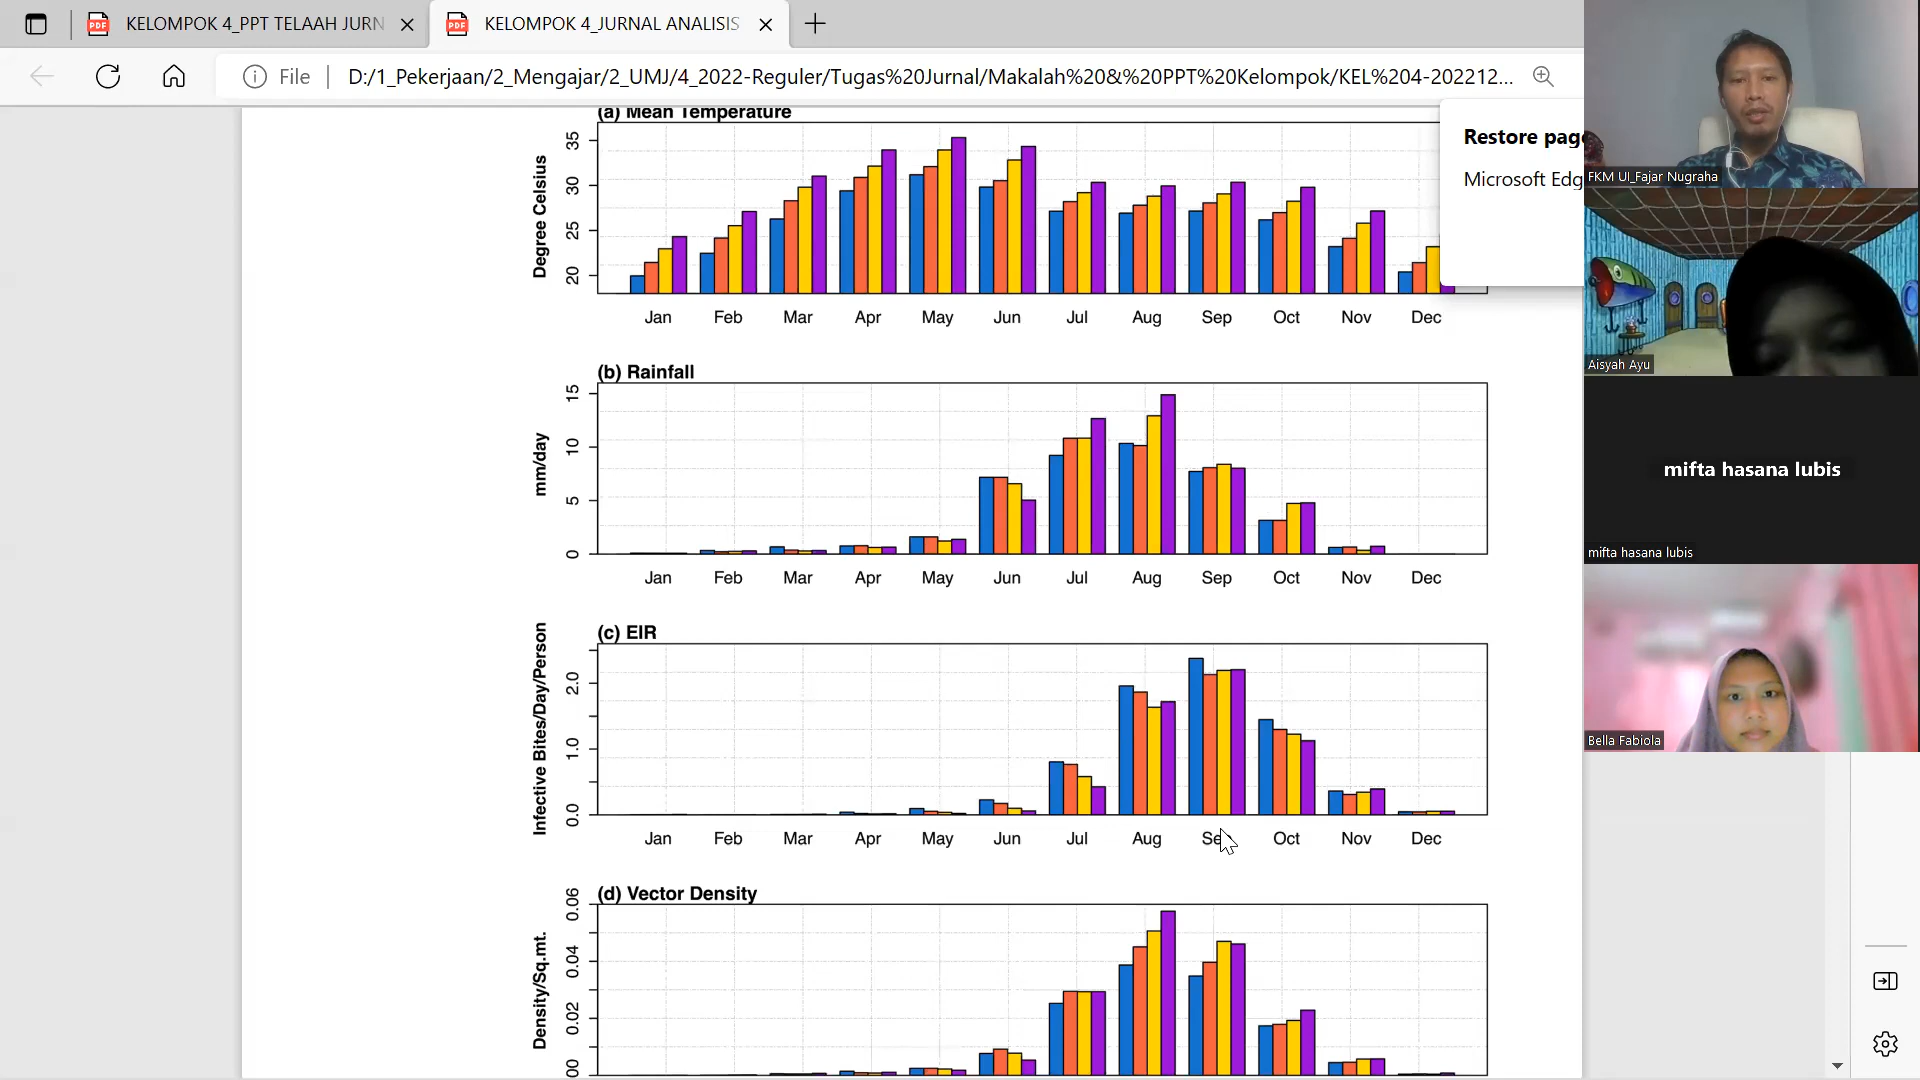 KELOMPOK 4_PPT TELAAH JURN
KELOMPOK 4_JURNAL ANALISIS
File
D:/1_Pekerjaan/2_Mengajar/2_UMJ/4_2022-Reguler/Tugas%20Jurnal/Makalah%20&%20PPT%20Kelompok/KEL%204-202212...
Restore page
Microsoft Edg
(a) Mean Temperature
Degree Celsius
35
30
25
20
Jan Feb Mar Apr May Jun Jul Aug Sep Oct Nov Dec
(b) Rainfall
mm/day
15
10
5
0
Jan Feb Mar Apr May Jun Jul Aug Sep Oct Nov Dec
(c) EIR
Infective Bites/Day/Person
2.0
1.0
0.0
Jan Feb Mar Apr May Jun Jul Aug Sep Oct Nov Dec
(d) Vector Density
Density/Sq.mt.
0.06
0.04
0.02
00
FKM UI_Fajar Nugraha
Aisyah Ayu
mifta hasana lubis
mifta hasana lubis
Bella Fabiola